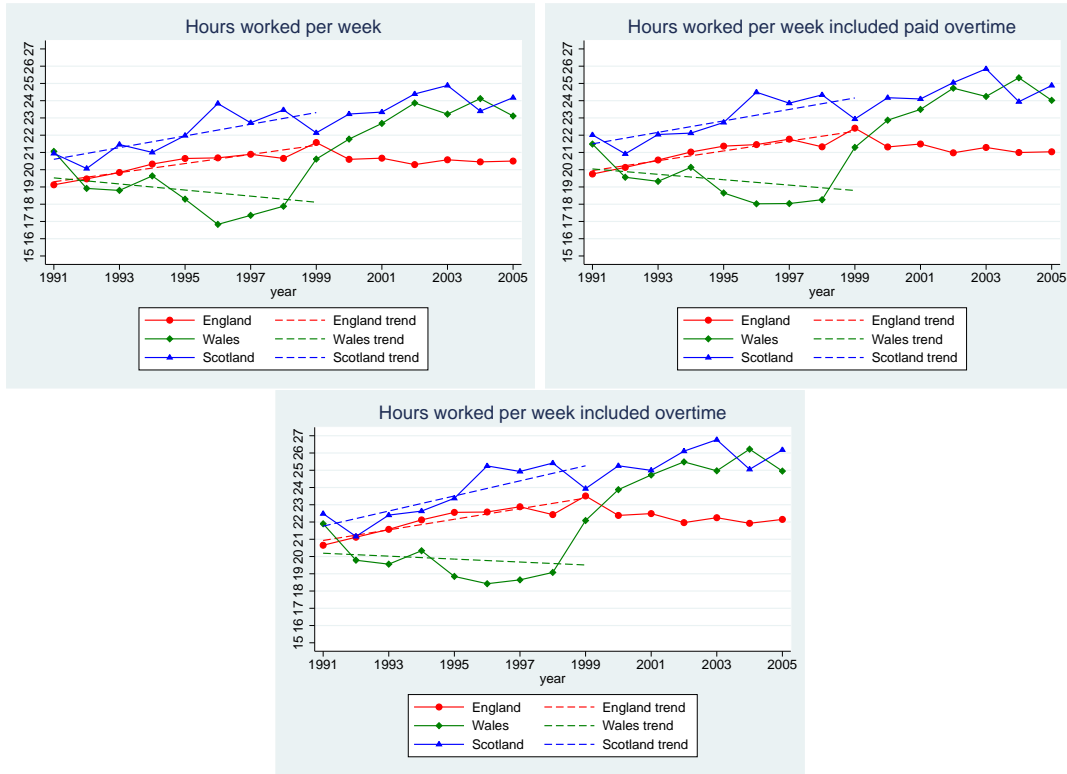 Hours worked per week
27
26
25
24
23
22
21
20
19
18
17
16
15
1991 1993 1995 1997 1999 2001 2003 2005
year
England England trend
Wales Wales trend
Scotland Scotland trend
Hours worked per week included paid overtime
27
26
25
24
23
22
21
20
19
18
17
16
15
1991 1993 1995 1997 1999 2001 2003 2005
year
England England trend
Wales Wales trend
Scotland Scotland trend
Hours worked per week included overtime
27
26
25
24
23
22
21
20
19
18
17
16
15
1991 1993 1995 1997 1999 2001 2003 2005
year
England England trend
Wales Wales trend
Scotland Scotland trend